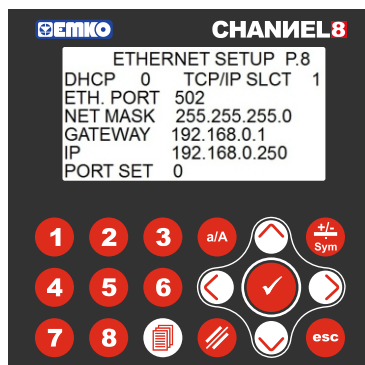 EMKO CHANNEL8
ETHERNET SETUP P.8
DHCP 0 TCP/IP SLCT 1
ETH. PORT 502
NET MASK 255.255.255.0
GATEWAY 192.168.0.1
IP 192.168.0.250
PORT SET 0
1 2 3 a/A +/- Sym
4 5 6
7 8 esc